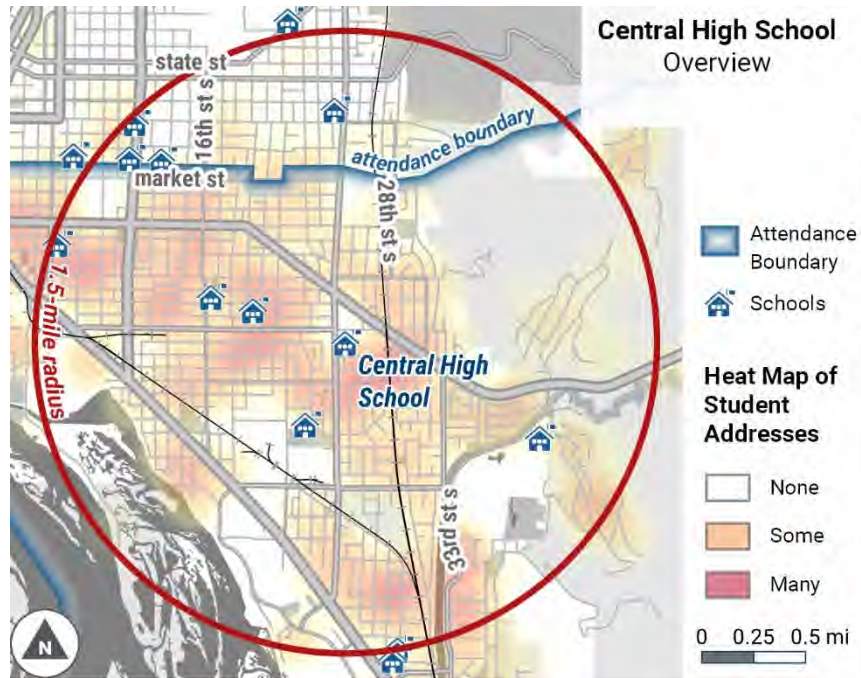 Central High School
Overview
state st
16th st s
attendance boundary
market st
28th st s
1.5-mile radius
Central High
School
33rd st s
N
Attendance
Boundary
Schools
Heat Map of
Student
Addresses
None
Some
Many
0 0.25 0.5 mi